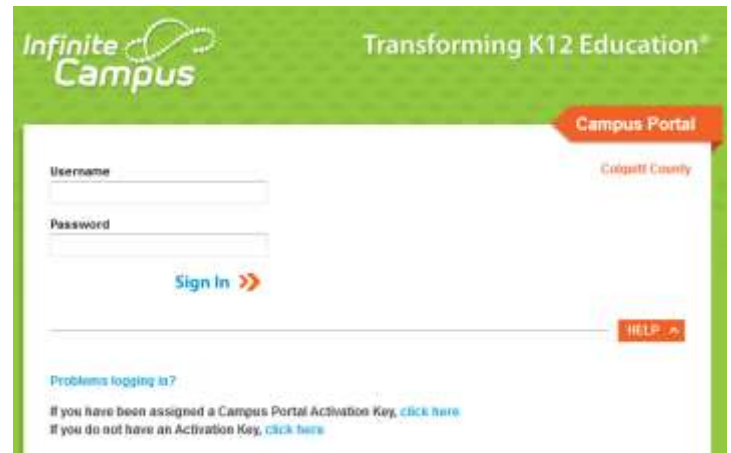 Infinite
Campus
Transforming K12 Education®
Campus Portal
Username
Colquitt County
Password
Sign In
HELP
Problems logging in?
If you have been assigned a Campus Portal Activation Key, click here
If you do not have an Activation Key, click here